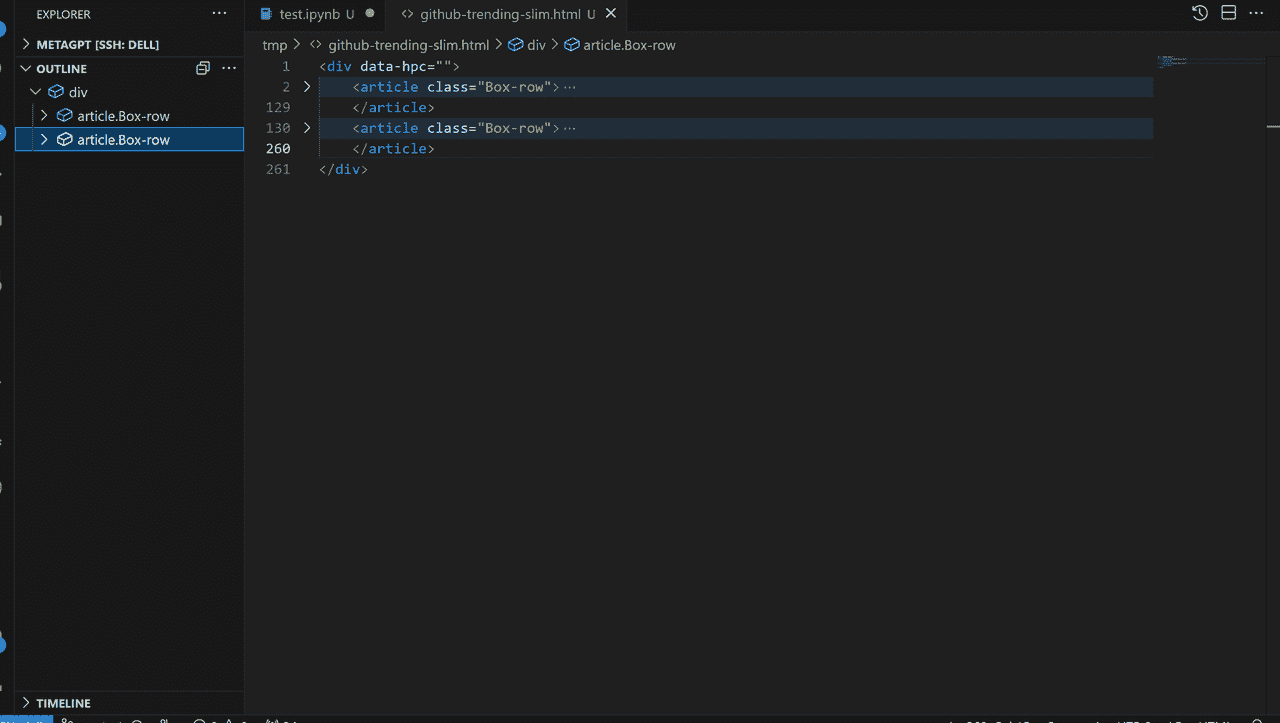 EXPLORER ···
METAGPT [SSH: DELL]
OUTLINE ···
div
article.Box-row
article.Box-row
TIMELINE
test.ipynb U ●
<> github-trending-slim.html U ×
···
tmp > <> github-trending-slim.html > div > article.Box-row
1 <div data-hpc="">
2 > <article class="Box-row">···
129 </article>
130 > <article class="Box-row">···
260 </article>
261 </div>